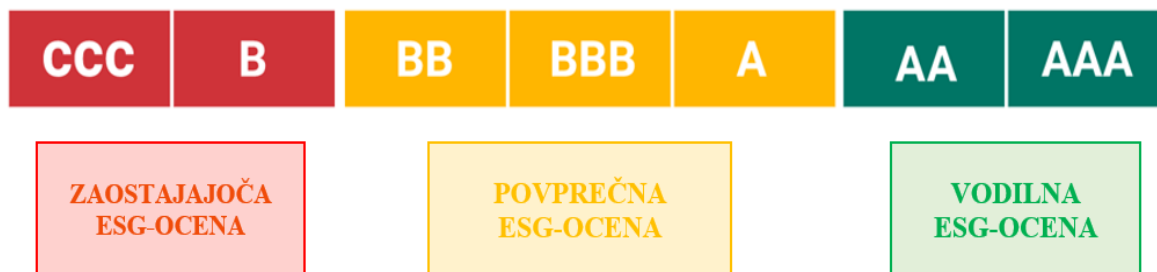 CCC B BB BBB A AA AAA
ZAOSTAJAJOČA
ESG-OCENA
POVPREČNA
ESG-OCENA
VODILNA
ESG-OCENA